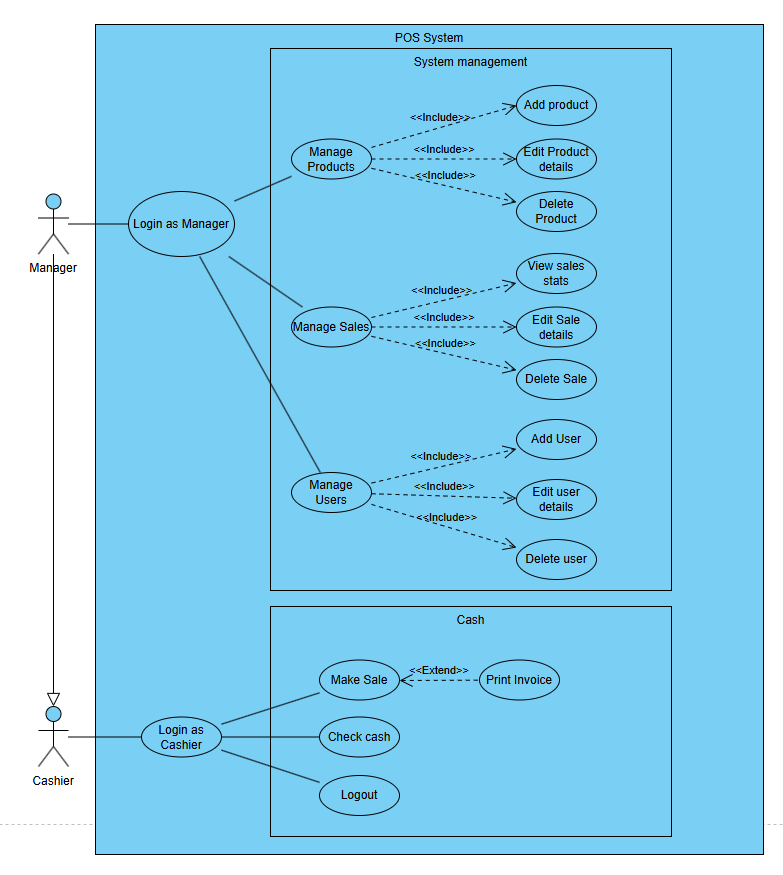 POS System
System management
Add product
<<Include>>
Manage
Products
<<Include>>
Edit Product
details
<<Include>>
Delete
Product
Login as Manager
Manager
View sales
stats
<<Include>>
Manage Sales
<<Include>>
Edit Sale
details
<<Include>>
Delete Sale
Add User
<<Include>>
Manage
Users
<<Include>>
Edit user
details
<<Include>>
Delete user
Cash
Make Sale
<<Extend>>
Print Invoice
Login as
Cashier
Check cash
Cashier
Logout